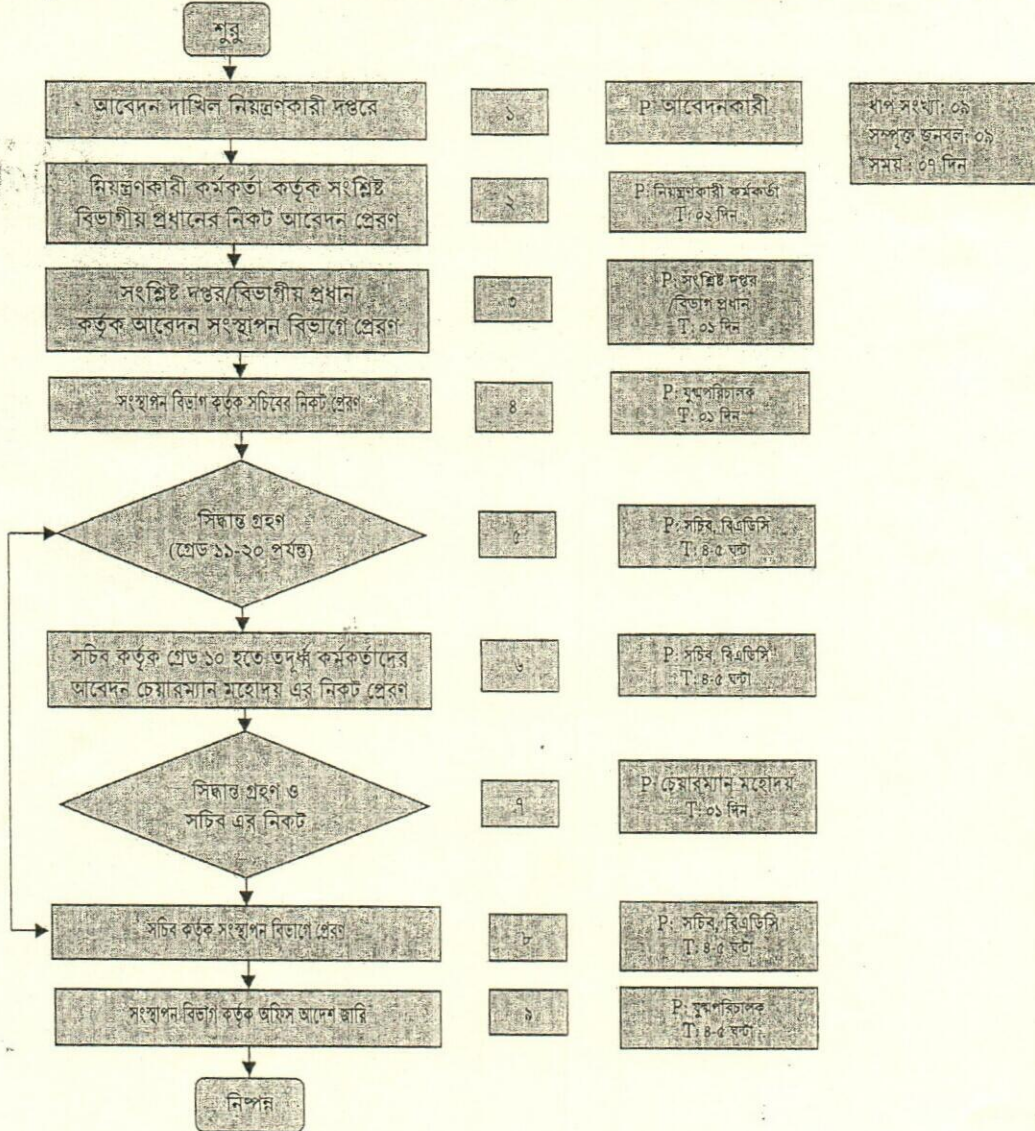 শুরু
আবেদন দাখিল নিয়ন্ত্রণকারী দপ্তরে
১
P: আবেদনকারী
ধাপ সংখ্যা: ০৯
সম্পৃক্ত জনবল: ০৯
সময় : ০৭ দিন
নিয়ন্ত্রণকারী কর্মকর্তা কর্তৃক সংশ্লিষ্ট
বিভাগীয় প্রধানের নিকট আবেদন প্রেরণ
২
P: নিয়ন্ত্রণকারী কর্মকর্তা
T: ০২ দিন
সংশ্লিষ্ট দপ্তর/বিভাগীয় প্রধান
কর্তৃক আবেদন সংস্থাপন বিভাগে প্রেরণ
৩
P: সংশ্লিষ্ট দপ্তর
/বিভাগ প্রধান
T: ০১ দিন
সংস্থাপন বিভাগ কর্তৃক সচিবের নিকট প্রেরণ
৪
P: যুগ্মপরিচালক
T: ০১ দিন
সিদ্ধান্ত গ্রহণ
(গ্রেড ১১-২০ পর্যন্ত)
৫
P: সচিব, বিএডিসি
T: ৪-৫ ঘন্টা
সচিব কর্তৃক গ্রেড ১০ হতে তদূর্ধ্ব কর্মকর্তাদের
আবেদন চেয়ারম্যান মহোদয় এর নিকট প্রেরণ
৬
P: সচিব, বিএডিসি
T: ৪-৫ ঘন্টা
সিদ্ধান্ত গ্রহণ ও
সচিব এর নিকট
৭
P: চেয়ারম্যান মহোদয়
T: ০১ দিন
সচিব কর্তৃক সংস্থাপন বিভাগে প্রেরণ
৮
P: সচিব, বিএডিসি
T: ৪-৫ ঘন্টা
সংস্থাপন বিভাগ কর্তৃক অফিস আদেশ জারি
৯
P: যুগ্মপরিচালক
T: ৪-৫ ঘন্টা
নিষ্পন্ন